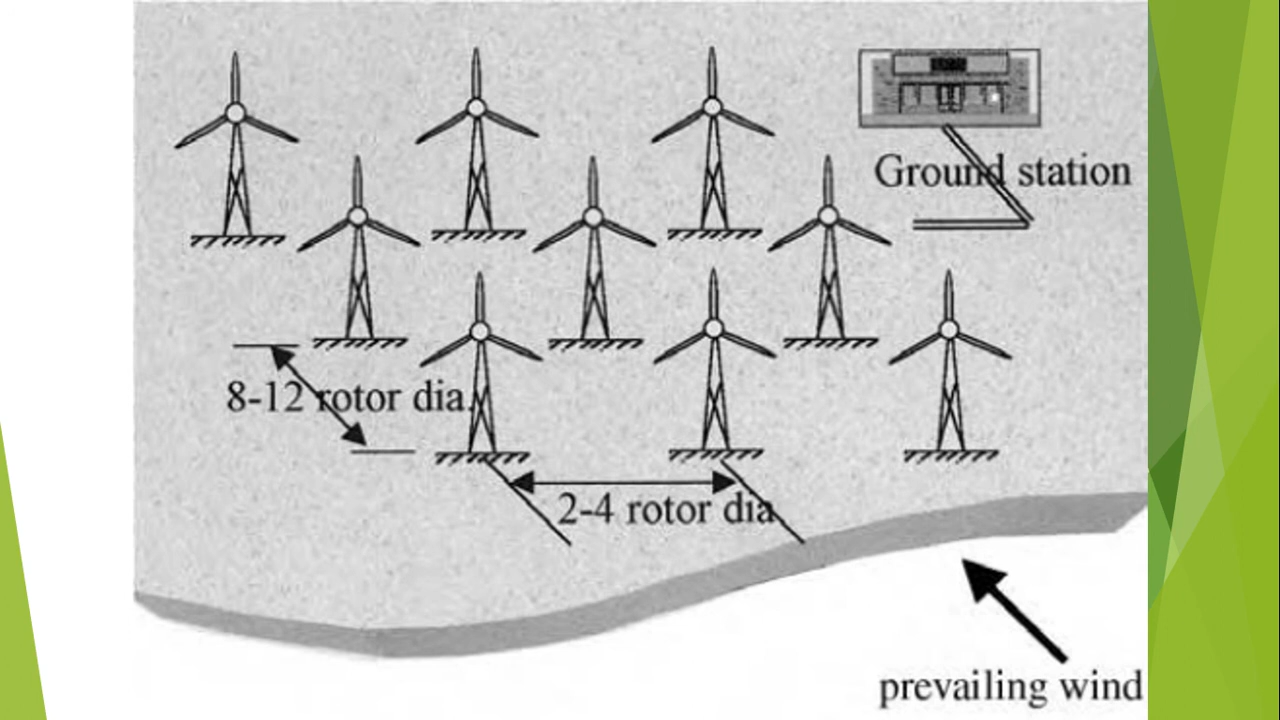 Ground station
8-12 rotor dia.
2-4 rotor dia
prevailing wind